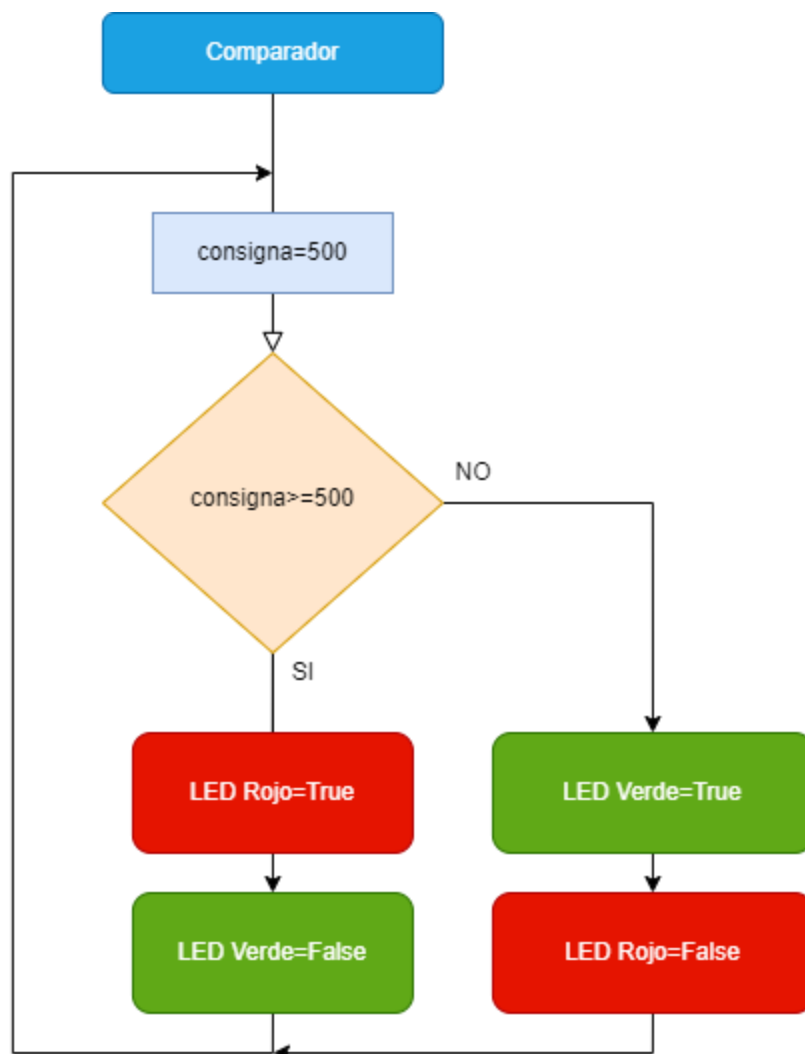 Comparador
consigna=500
consigna>=500
NO
SI
LED Rojo=True
LED Verde=True
LED Verde=False
LED Rojo=False